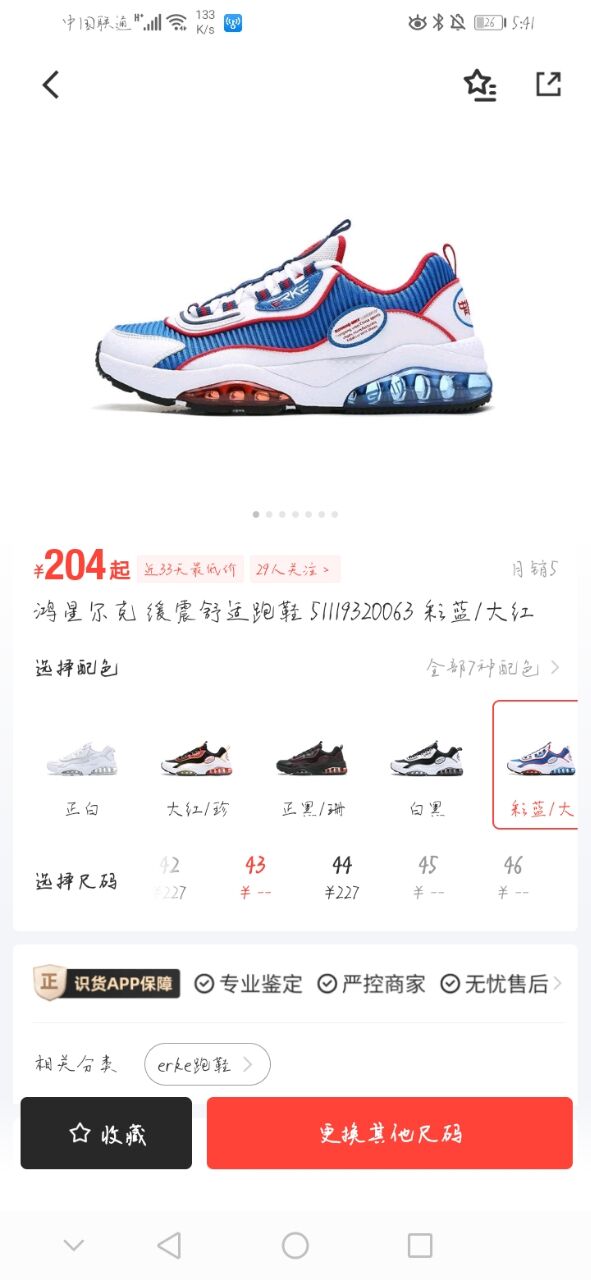 中国联通 H+ 133 K/s 26 5:41
ERKE
¥204起 近33天最低价 29人关注 > 月销5
鸿星尔克 缓震舒适跑鞋 51119320063 彩蓝/大红
选择配色 全部7种配色 >
正白 大红/珍 正黑/珊 白黑 彩蓝/大
选择尺码 42 43 44 45 46
¥227 ¥ -- ¥227 ¥ -- ¥ --
正 识货APP保障 专业鉴定 严控商家 无忧售后 >
相关分类 erke跑鞋 >
收藏 更换其他尺码